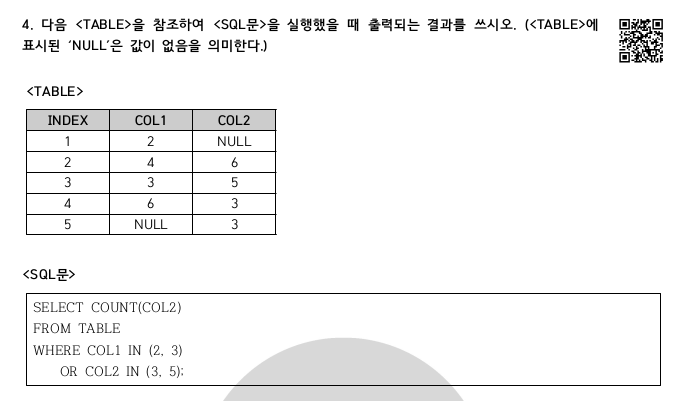 4. 다음 <TABLE>을 참조하여 <SQL문>을 실행했을 때 출력되는 결과를 쓰시오. (<TABLE>에
표시된 ‘NULL’은 값이 없음을 의미한다.)
<TABLE>
INDEX COL1 COL2
1 2 NULL
2 4 6
3 3 5
4 6 3
5 NULL 3
<SQL문>
SELECT COUNT(COL2)
FROM TABLE
WHERE COL1 IN (2, 3)
OR COL2 IN (3, 5);